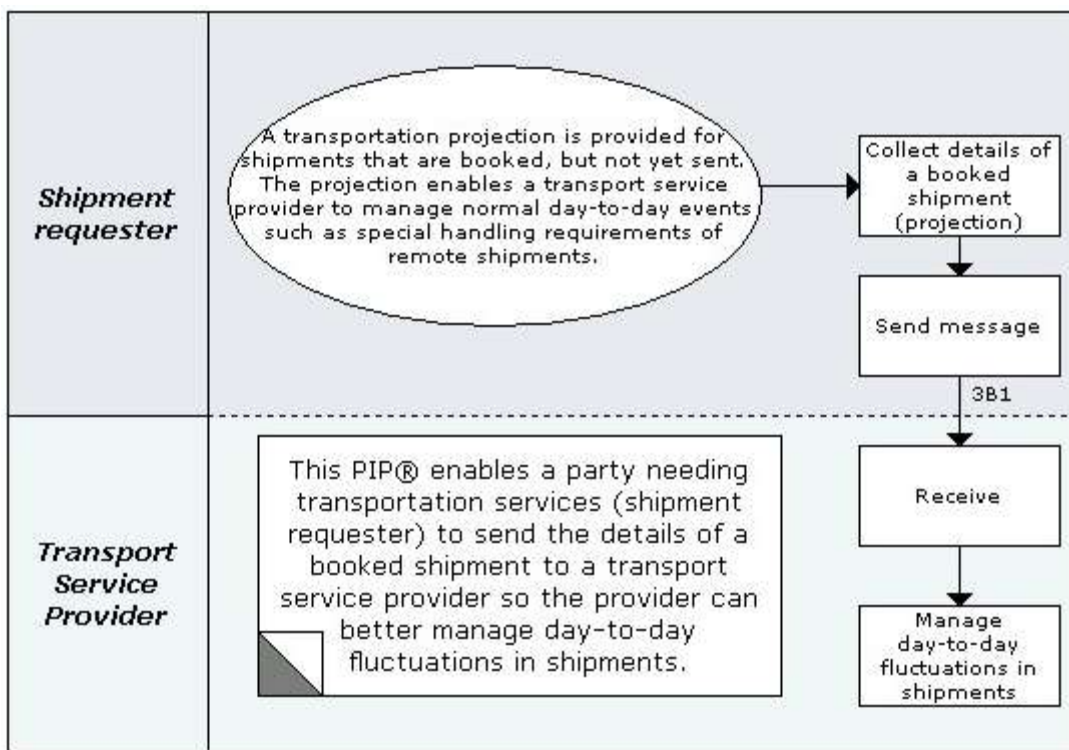 Shipment
requester
A transportation projection is provided for
shipments that are booked, but not yet sent.
The projection enables a transport service
provider to manage normal day-to-day events
such as special handling requirements of
remote shipments.
Collect details of
a booked
shipment
(projection)
Send message
3B1
Transport
Service
Provider
This PIP® enables a party needing
transportation services (shipment
requester) to send the details of a
booked shipment to a transport
service provider so the provider can
better manage day-to-day
fluctuations in shipments.
Receive
Manage
day-to-day
fluctuations in
shipments